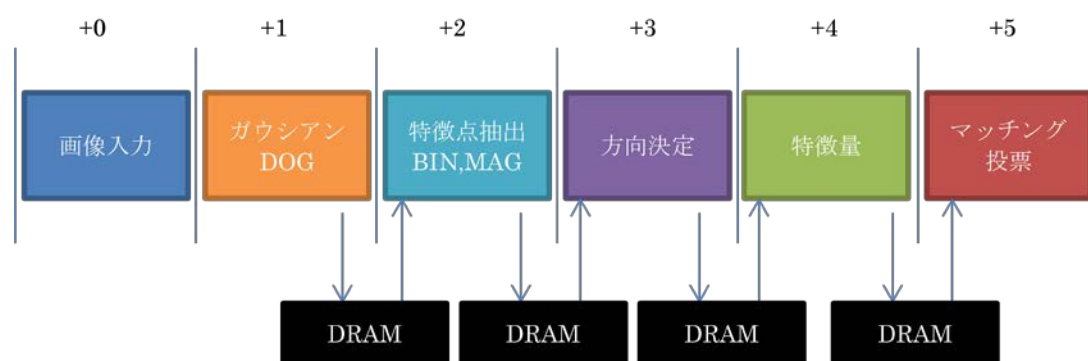 +0
+1
+2
+3
+4
+5
画像入力
ガウシアン
DOG
特徴点抽出
BIN,MAG
方向決定
特徴量
マッチング
投票
DRAM
DRAM
DRAM
DRAM